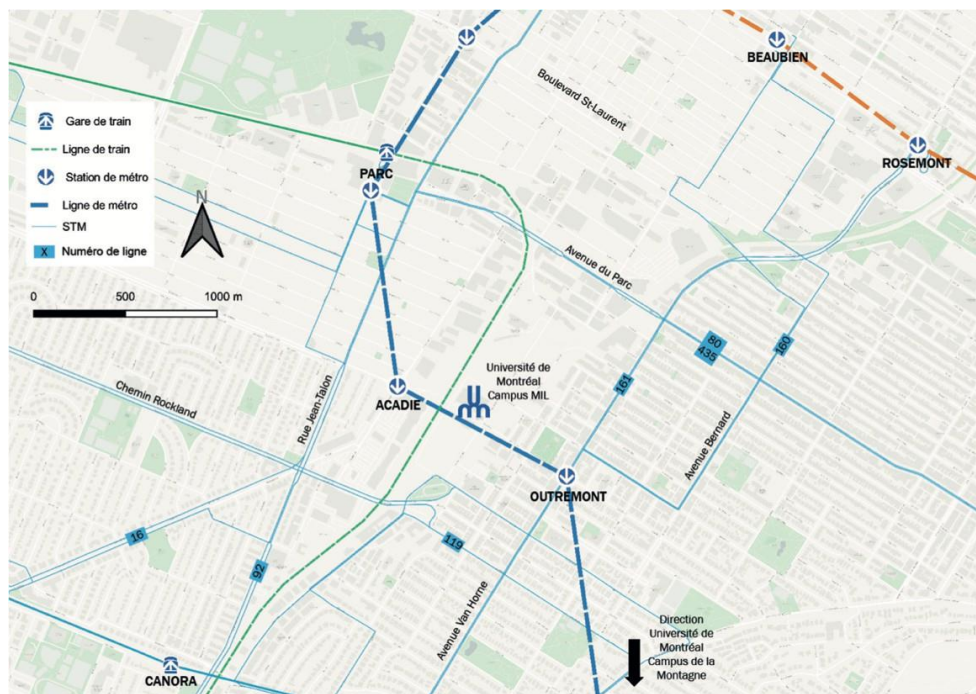 BEAUBIEN
Boulevard St-Laurent
Gare de train
Ligne de train
PARC
ROSEMONT
Station de métro
N
Ligne de métro
STM
X
Numéro de ligne
Avenue du Parc
0
500
1000 m
80
435
160
Université de
Montréal
Campus MIL
161
ACADIE
Chemin Rockland
Rue Jean-Talon
Avenue Bernard
OUTREMONT
16
119
92
Avenue Van Horne
Direction
Université de
Montréal
Campus de la
Montagne
CANORA